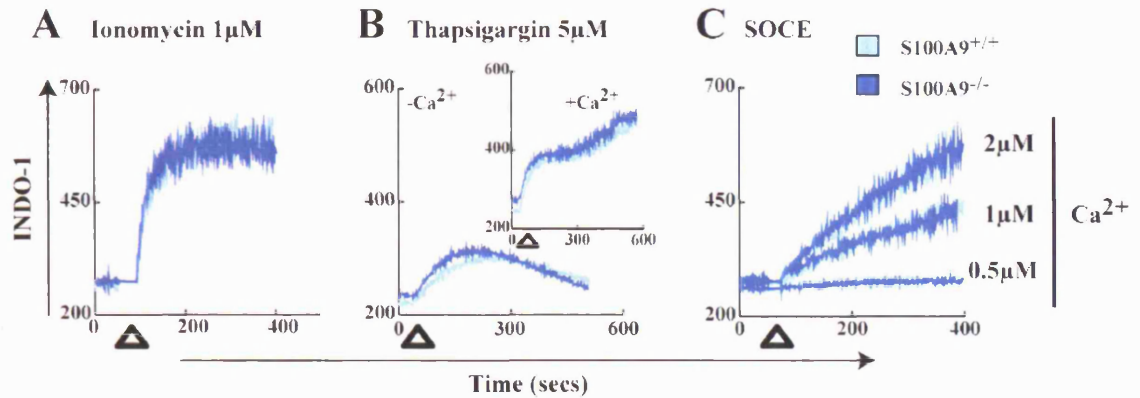 A Ionomycin 1µM
B Thapsigargin 5µM
C SOCE
S100A9+/+
S100A9-/-
INDO-1
700
450
200
0 200 400
600
400
200
0 300 600
-Ca2+
600
400
200
0 300 600
+Ca2+
700
450
200
0 200 400
2µM
1µM
0.5µM
Ca2+
Time (secs)